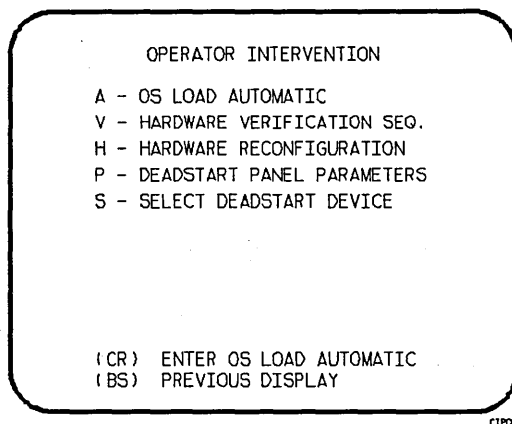 OPERATOR INTERVENTION
A - OS LOAD AUTOMATIC
V - HARDWARE VERIFICATION SEQ.
H - HARDWARE RECONFIGURATION
P - DEADSTART PANEL PARAMETERS
S - SELECT DEADSTART DEVICE
(CR) ENTER OS LOAD AUTOMATIC
(BS) PREVIOUS DISPLAY